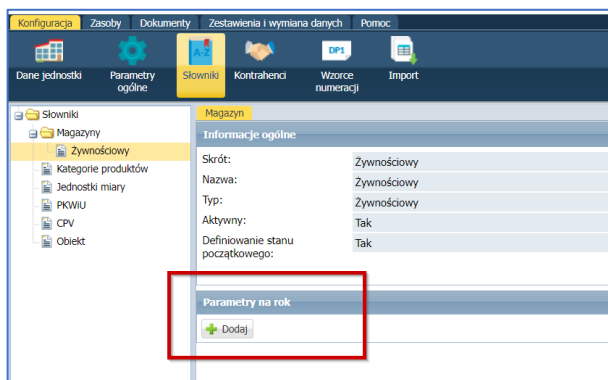 Konfiguracja Zasoby Dokumenty Zestawienia i wymiana danych Pomoc
A-Z DP1
Dane jednostki Parametry ogólne Słowniki Kontrahenci Wzorce numeracji Import
Słowniki
Magazyny
Żywnościowy
Kategorie produktów
Jednostki miary
PKWiU
CPV
Obiekt
Magazyn
Informacje ogólne
Skrót: Żywnościowy
Nazwa: Żywnościowy
Typ: Żywnościowy
Aktywny: Tak
Definiowanie stanu Tak
początkowego:
Parametry na rok
Dodaj